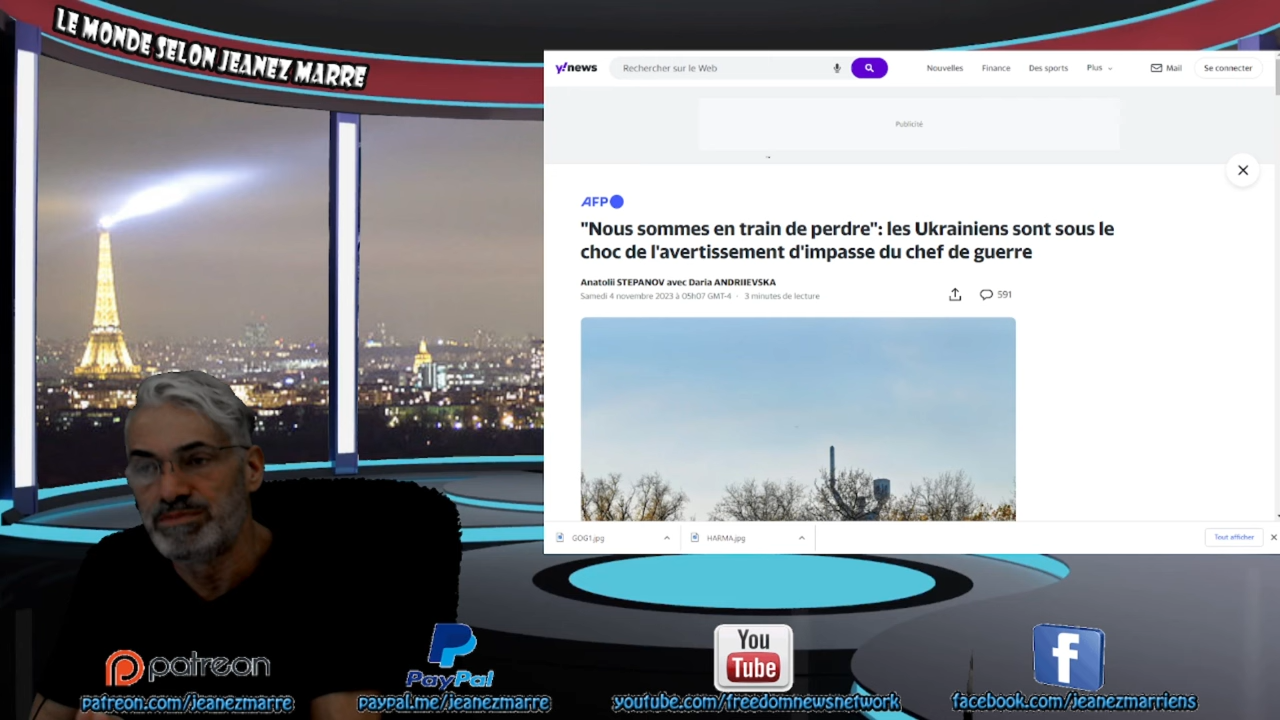 LE MONDE SELON JEANEZ MARRE
y!news
Rechercher sur le Web
Nouvelles
Finance
Des sports
Plus
Mail
Se connecter
Publicité
AFP
"Nous sommes en train de perdre": les Ukrainiens sont sous le
choc de l'avertissement d'impasse du chef de guerre
Anatolii STEPANOV avec Daria ANDRIIEVSKA
Samedi 4 novembre 2023 à 05h07 GMT-4 · 3 minutes de lecture
591
GOG1.jpg
HARMA.jpg
Tout afficher
patreon
PayPal
You
Tube
f
patreon.com/jeanezmarre
paypal.me/jeanezmarre
youtube.com/freedomnewsnetwork
facebook.com/jeanezmarriens